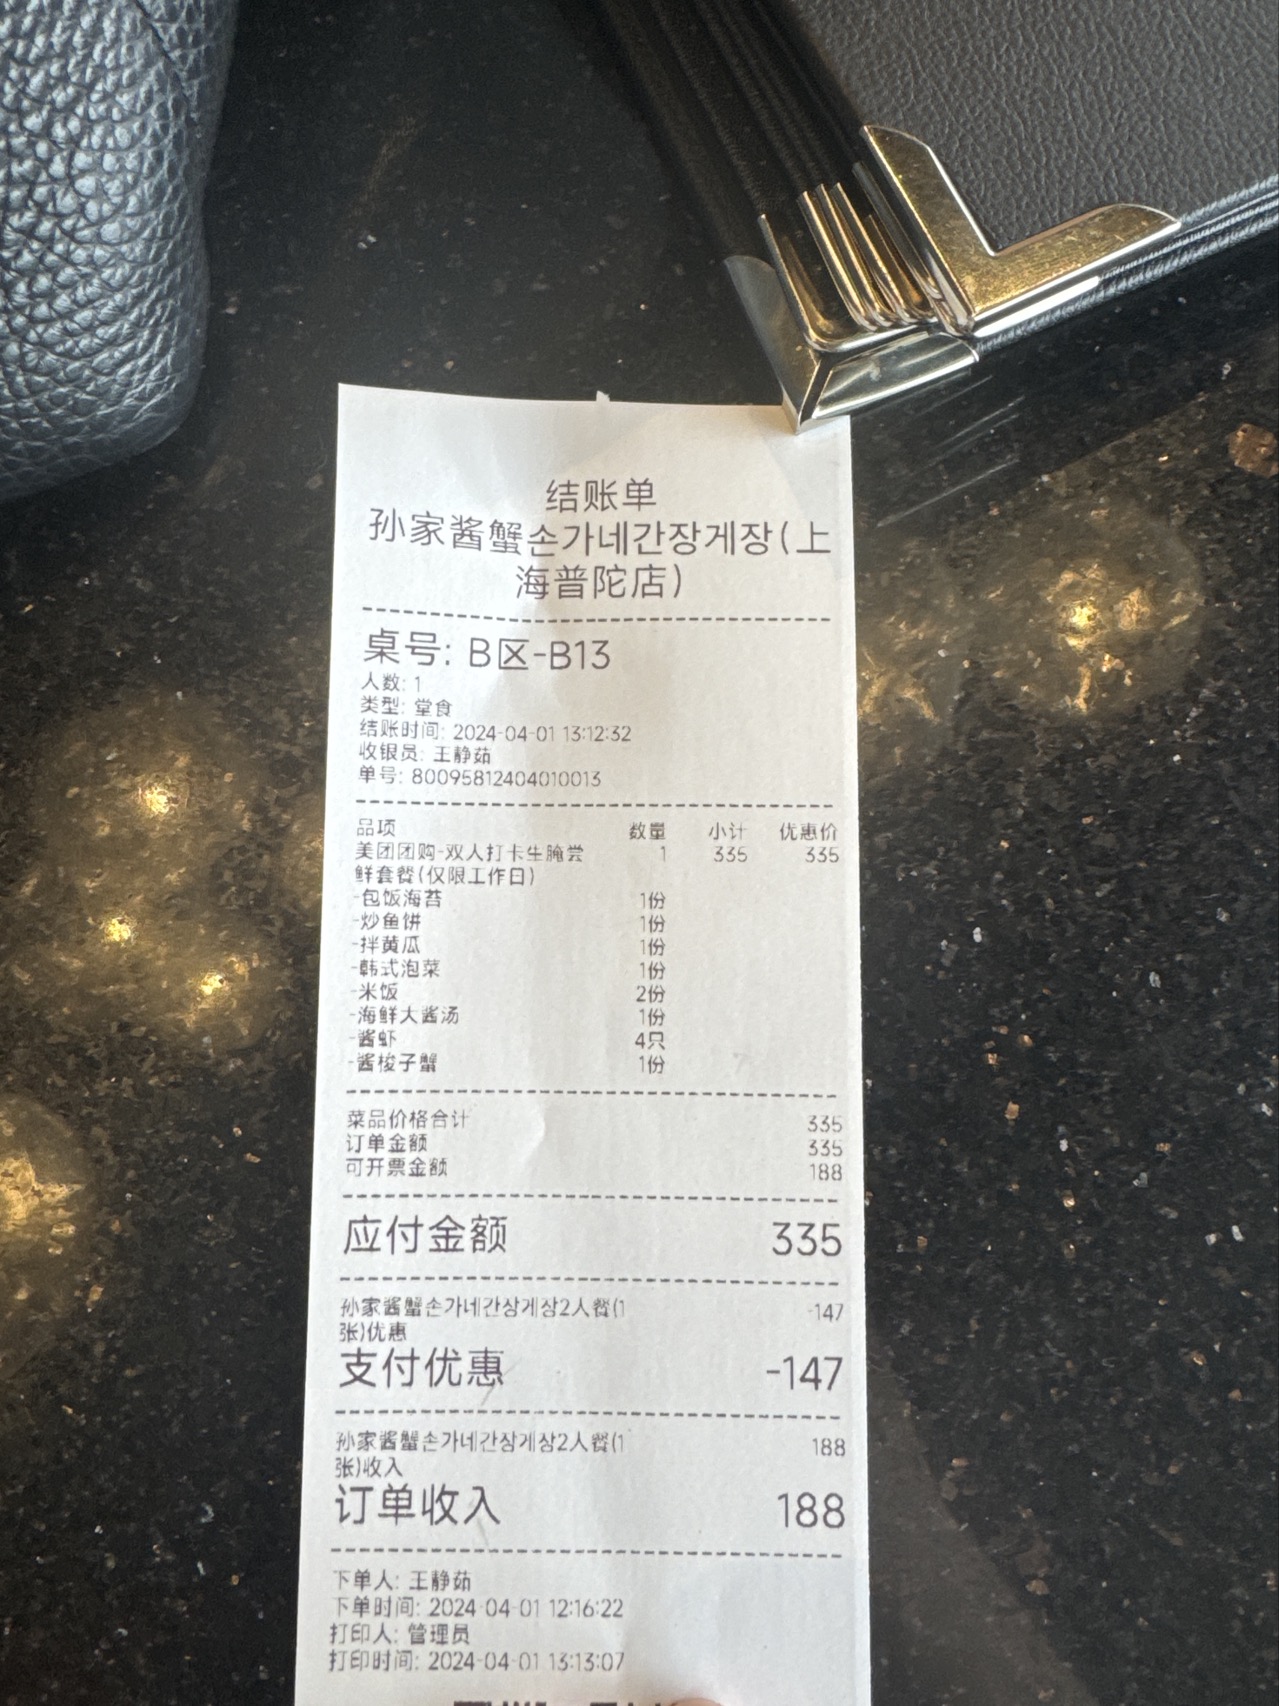 结账单
孙家酱蟹손가네간장게장(上
海普陀店)
桌号: B区-B13
人数: 1
类型: 堂食
结账时间: 2024-04-01 13:12:32
收银员: 王静茹
单号: 80095812404010013
品项 数量 小计 优惠价
美团团购-双人打卡生腌尝 1 335 335
鲜套餐(仅限工作日)
-包饭海苔 1份
-炒鱼饼 1份
-拌黄瓜 1份
-韩式泡菜 1份
-米饭 2份
-海鲜大酱汤 1份
-酱虾 4只
-酱梭子蟹 1份
菜品价格合计 335
订单金额 335
可开票金额 188
应付金额 335
孙家酱蟹손가네간장게장2人餐(1 -147
张)优惠
支付优惠 -147
孙家酱蟹손가네간장게장2人餐(1 188
张)收入
订单收入 188
下单人: 王静茹
下单时间: 2024-04-01 12:16:22
打印人: 管理员
打印时间: 2024-04-01 13:13:07